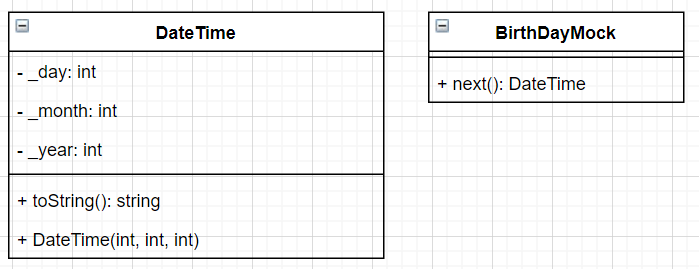 DateTime
- _day: int
- _month: int
- _year: int
+ toString(): string
+ DateTime(int, int, int)
BirthDayMock
+ next(): DateTime